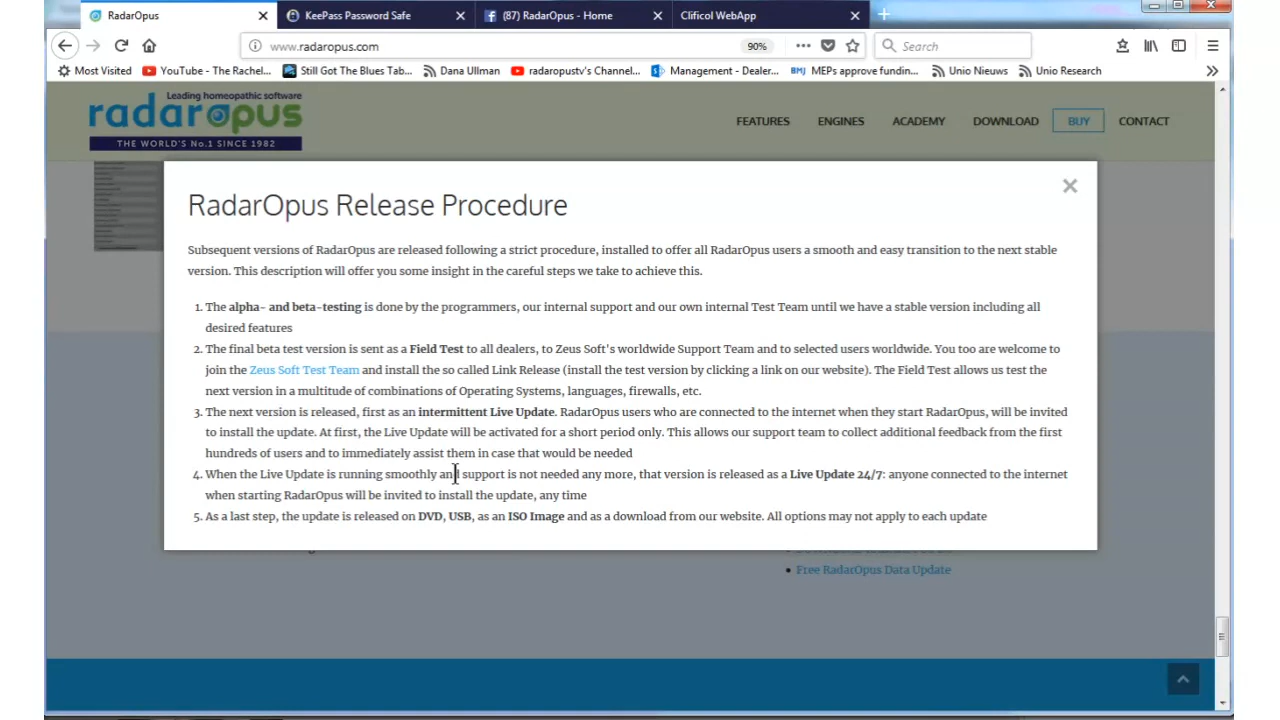 RadarOpus
KeePass Password Safe
(87) RadarOpus - Home
Clificol WebApp
www.radaropus.com
90%
Search
Most Visited
YouTube - The Rachel...
Still Got The Blues Tab...
Dana Ullman
radaropustv's Channel...
Management - Dealer...
BMJ MEPs approve fundin...
Unio Nieuws
Unio Research
Leading homeopathic software
radaropus
THE WORLD'S No.1 SINCE 1982
FEATURES
ENGINES
ACADEMY
DOWNLOAD
BUY
CONTACT
RadarOpus Release Procedure
Subsequent versions of RadarOpus are released following a strict procedure, installed to offer all RadarOpus users a smooth and easy transition to the next stable
version. This description will offer you some insight in the careful steps we take to achieve this.
1. The alpha- and beta-testing is done by the programmers, our internal support and our own internal Test Team until we have a stable version including all
desired features
2. The final beta test version is sent as a Field Test to all dealers, to Zeus Soft's worldwide Support Team and to selected users worldwide. You too are welcome to
join the Zeus Soft Test Team and install the so called Link Release (install the test version by clicking a link on our website). The Field Test allows us test the
next version in a multitude of combinations of Operating Systems, languages, firewalls, etc.
3. The next version is released, first as an intermittent Live Update. RadarOpus users who are connected to the internet when they start RadarOpus, will be invited
to install the update. At first, the Live Update will be activated for a short period only. This allows our support team to collect additional feedback from the first
hundreds of users and to immediately assist them in case that would be needed
4. When the Live Update is running smoothly and support is not needed any more, that version is released as a Live Update 24/7: anyone connected to the internet
when starting RadarOpus will be invited to install the update, any time
5. As a last step, the update is released on DVD, USB, as an ISO Image and as a download from our website. All options may not apply to each update
Free RadarOpus Data Update